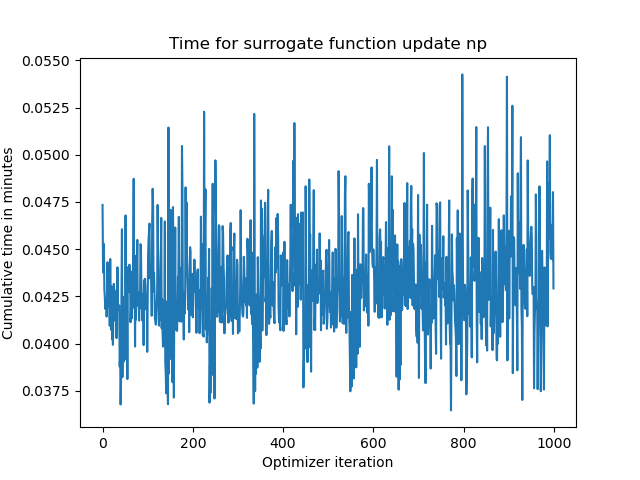 Time for surrogate function update np
Cumulative time in minutes
0.0550
0.0525
0.0500
0.0475
0.0450
0.0425
0.0400
0.0375
0 200 400 600 800 1000
Optimizer iteration